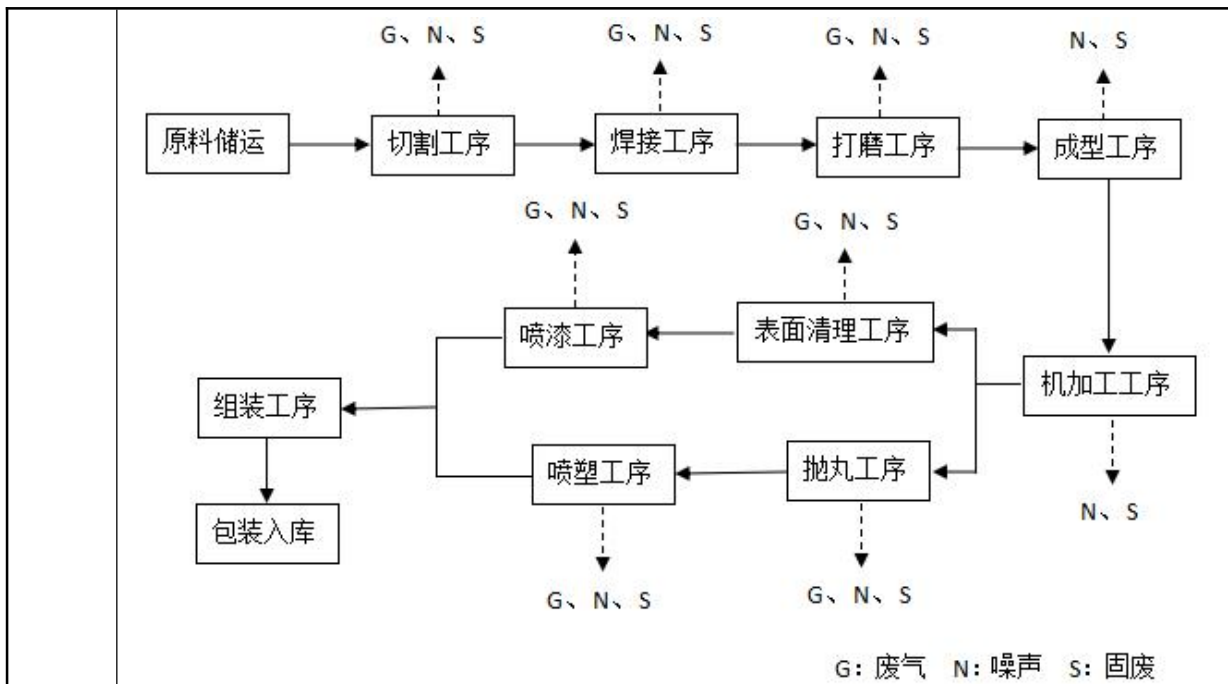 G、N、S G、N、S G、N、S N、S
原料储运 切割工序 焊接工序 打磨工序 成型工序
G、N、S G、N、S
喷漆工序 表面清理工序
组装工序 机加工工序
喷塑工序 抛丸工序
包装入库 N、S
G、N、S G、N、S
G：废气 N：噪声 S：固废